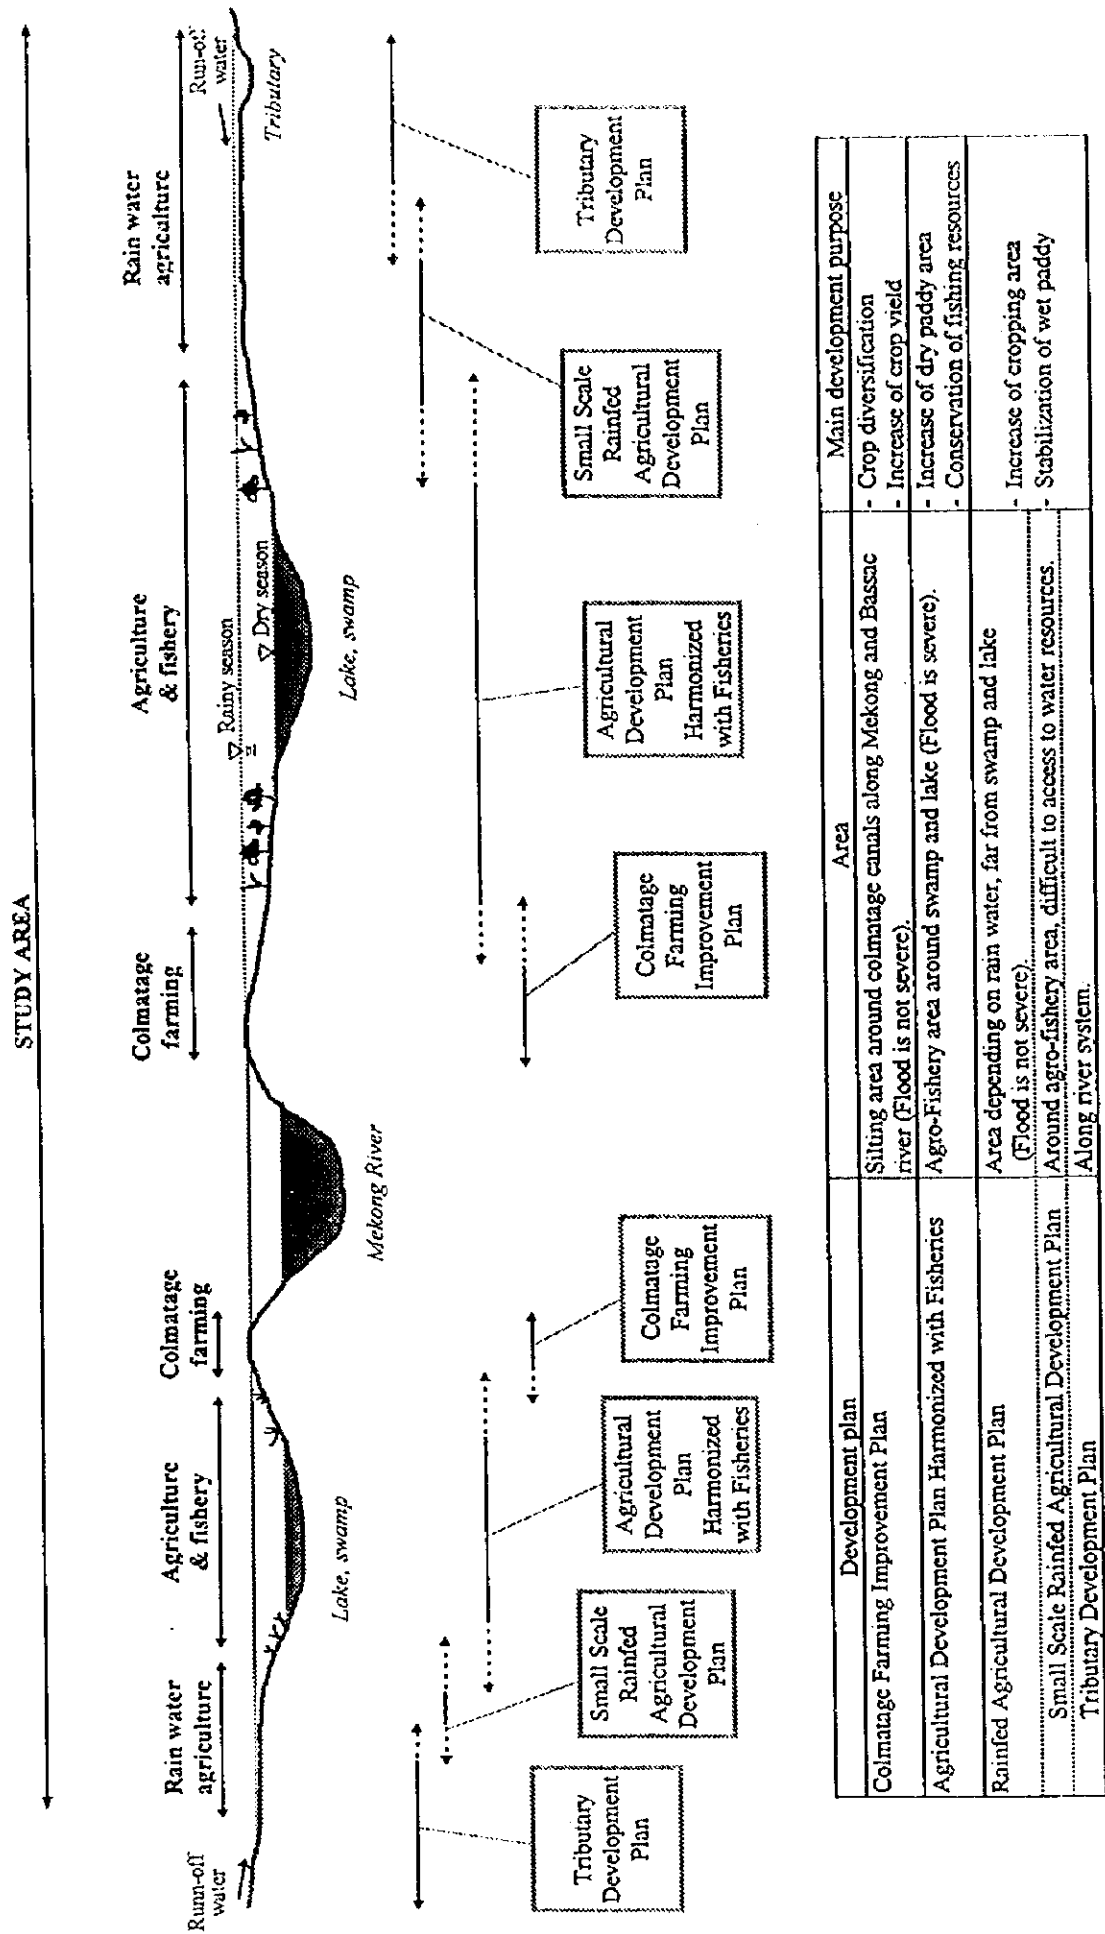 STUDY AREA
Rain water
agriculture
Agriculture
& fishery
Colmatage
farming
Colmatage
farming
Agriculture
& fishery
Rain water
agriculture
Runn-off
water
Rainy season
Dry season
Run-off
water
Lake, swamp
Mekong River
Lake, swamp
Tributary
Tributary
Development
Plan
Small Scale
Rainfed
Agricultural
Development
Plan
Agricultural
Development
Plan
Harmonized
with Fisheries
Colmatage
Farming
Improvement
Plan
Colmatage
Farming
Improvement
Plan
Agricultural
Development
Plan
Harmonized
with Fisheries
Small Scale
Rainfed
Agricultural
Development
Plan
Tributary
Development
Plan
Development plan Area Main development purpose
Colmatage Farming Improvement Plan Silting area around colmatage canals along Mekong and Bassac - Crop diversification
river (Flood is not severe). - Increase of crop yield
Agricultural Development Plan Harmonized with Fisheries Agro-Fishery area around swamp and lake (Flood is severe). - Increase of dry paddy area
- Conservation of fishing resources
Rainfed Agricultural Development Plan Area depending on rain water, far from swamp and lake - Increase of cropping area
(Flood is not severe). - Stabilization of wet paddy
Small Scale Rainfed Agricultural Development Plan Around agro-fishery area, difficult to access to water resources.
Tributary Development Plan Along river system.